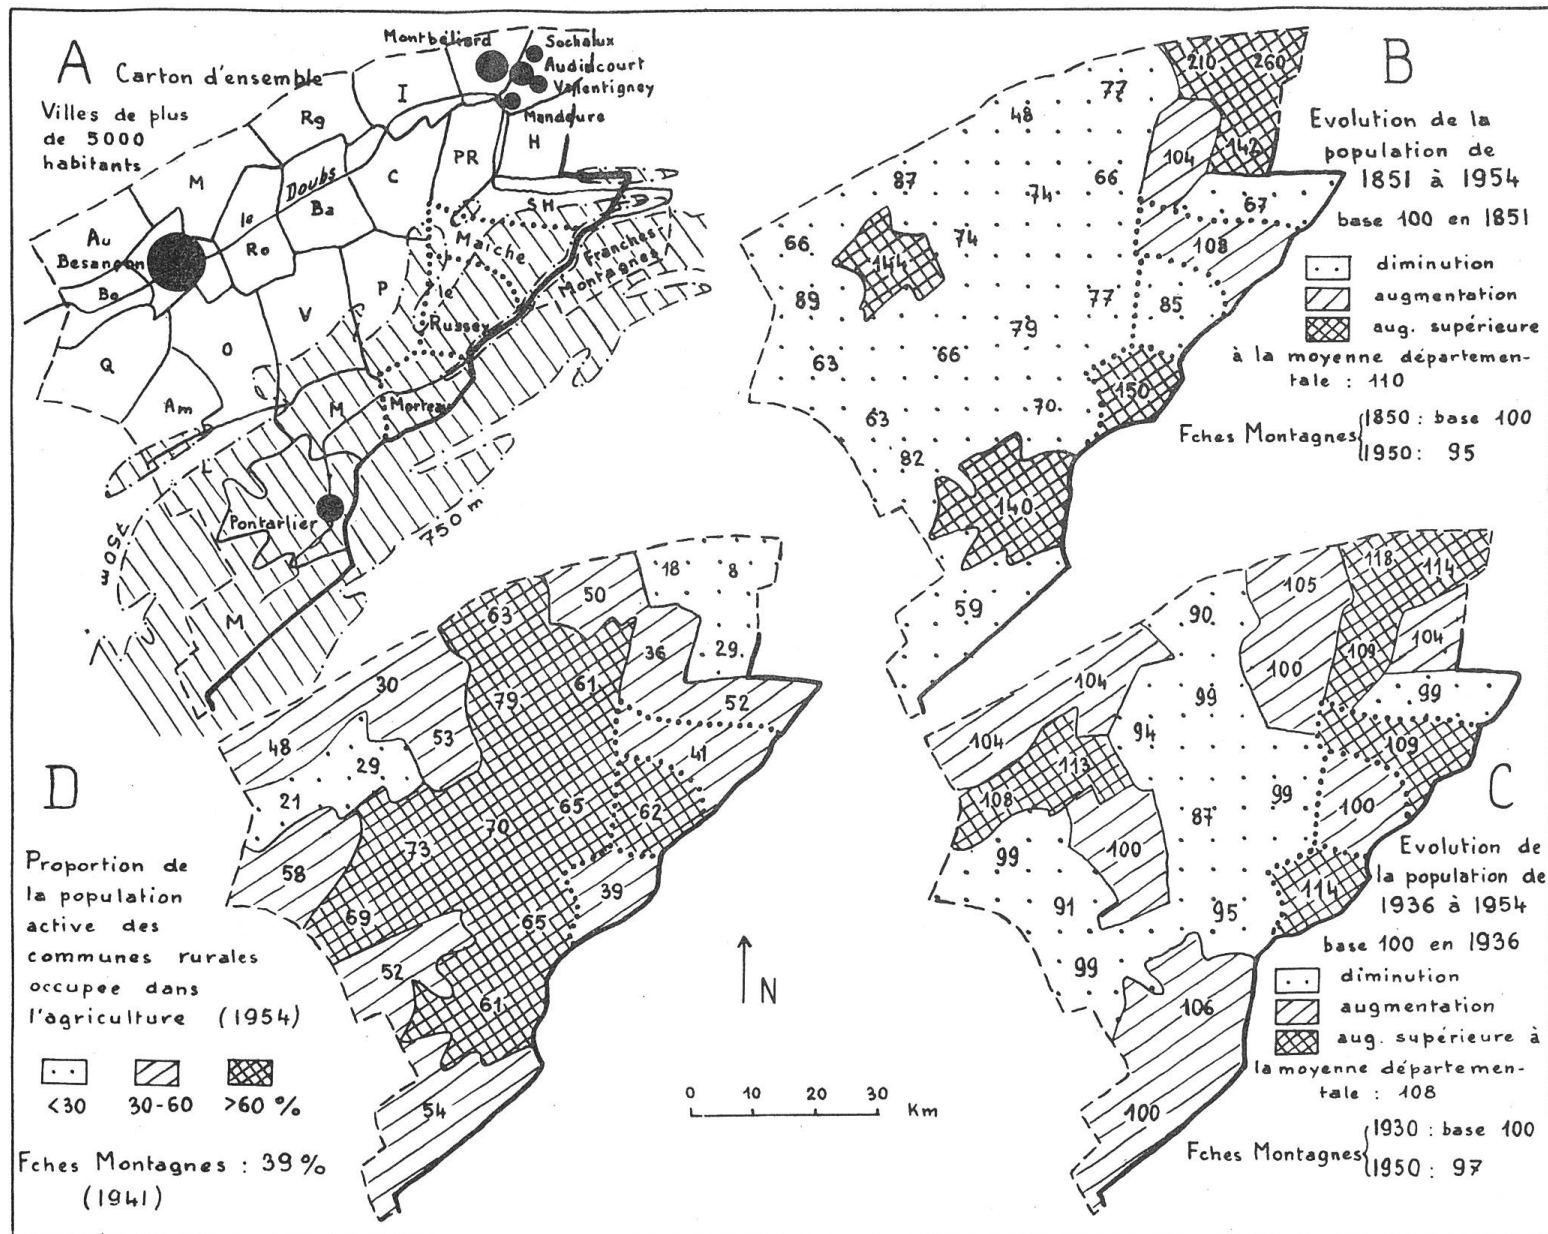 A Carton d'ensemble
Villes de plus
de 5000
habitants
Montbéliard
Sochaux
Audincourt
Valentigney
Mandeure
I
Rg
H
PR
M
C
Doubs
le
Ba
S H
Au
Besançon
Ro
Maîche
Franches
Montagnes
Bo
P
V
le
Russey
Q
O
Am
M
Morteau
L
Pontarlier
750 m
750 m
M
B
Evolution de la
population de
1851 à 1954
base 100 en 1851
diminution
augmentation
aug. supérieure
à la moyenne départemen-
tale : 110
Fches Montagnes
1850 : base 100
1950 : 95
210
260
77
48
104
142
87
74
66
67
66
144
74
108
89
77
85
79
63
66
150
70
63
82
140
59
C
Evolution de
la population de
1936 à 1954
base 100 en 1936
diminution
augmentation
aug. supérieure à
la moyenne départemen-
tale : 108
Fches Montagnes
1930 : base 100
1950 : 97
118
114
105
90
104
109
100
104
99
99
104
94
109
113
108
99
100
87
99
100
114
91
95
99
106
100
D
Proportion de
la population
active des
communes rurales
occupée dans
l'agriculture (1954)
<30
30-60
>60 %
Fches Montagnes : 39 %
(1941)
18
8
50
63
36
29
30
79
61
52
48
53
41
29
21
65
62
70
73
58
39
69
65
52
61
54
N
0
10
20
30
Km